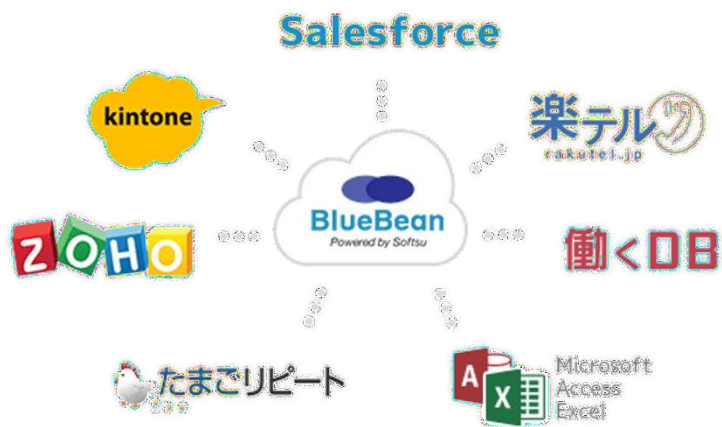 Salesforce
kintone
楽テル
rakutel.jp
BlueBean
Powered by Softsu
ZOHO
働くDB
たまごリピート
A
X
Microsoft
Access
Excel